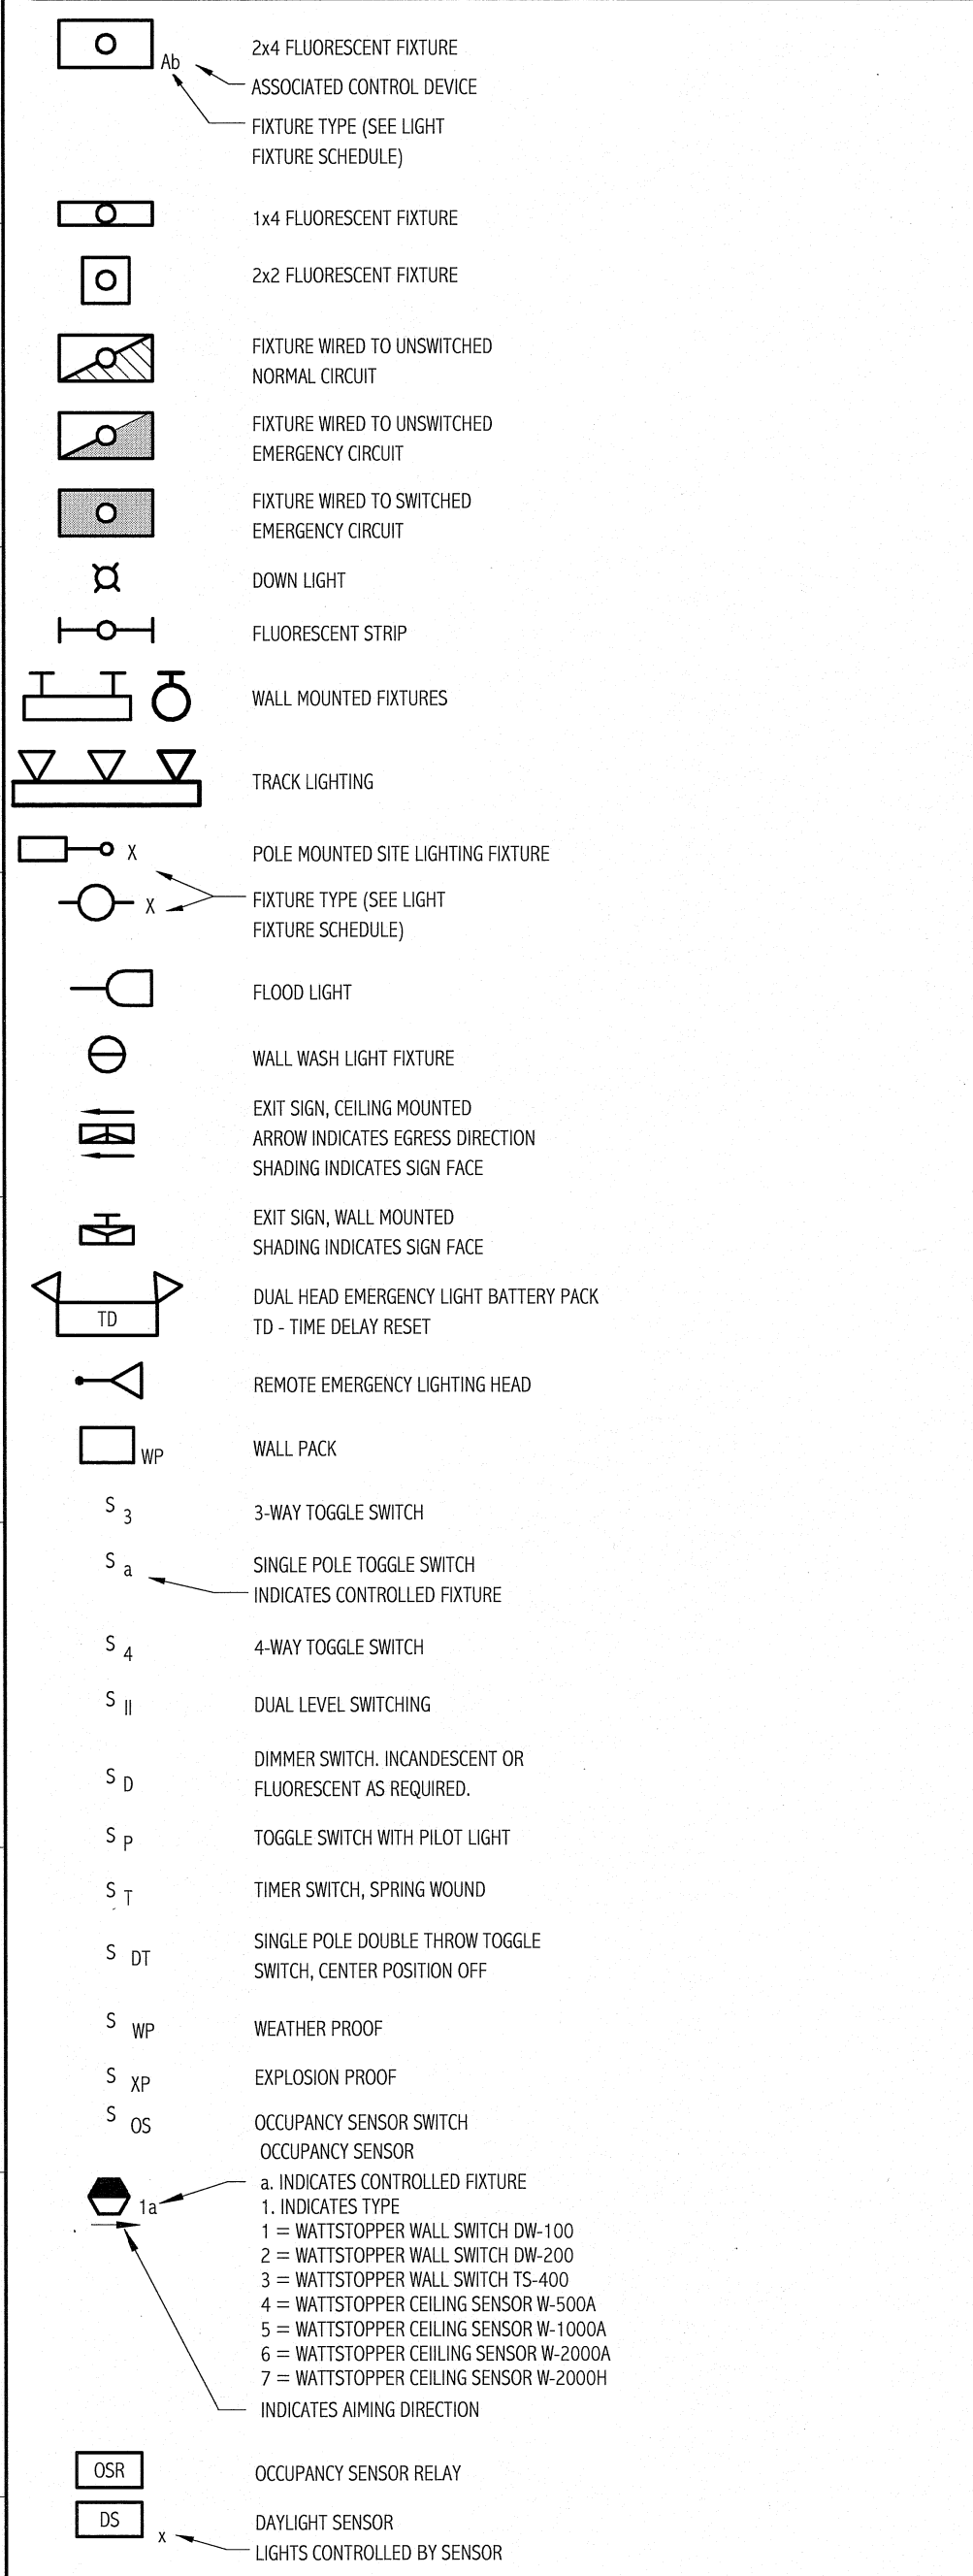 2x4 FLUORESCENT FIXTURE
Ab
ASSOCIATED CONTROL DEVICE
FIXTURE TYPE (SEE LIGHT
FIXTURE SCHEDULE)
1x4 FLUORESCENT FIXTURE
2x2 FLUORESCENT FIXTURE
FIXTURE WIRED TO UNSWITCHED
NORMAL CIRCUIT
FIXTURE WIRED TO UNSWITCHED
EMERGENCY CIRCUIT
FIXTURE WIRED TO SWITCHED
EMERGENCY CIRCUIT
DOWN LIGHT
FLUORESCENT STRIP
WALL MOUNTED FIXTURES
TRACK LIGHTING
X POLE MOUNTED SITE LIGHTING FIXTURE
X FIXTURE TYPE (SEE LIGHT
FIXTURE SCHEDULE)
FLOOD LIGHT
WALL WASH LIGHT FIXTURE
EXIT SIGN, CEILING MOUNTED
ARROW INDICATES EGRESS DIRECTION
SHADING INDICATES SIGN FACE
EXIT SIGN, WALL MOUNTED
SHADING INDICATES SIGN FACE
DUAL HEAD EMERGENCY LIGHT BATTERY PACK
TD TD - TIME DELAY RESET
REMOTE EMERGENCY LIGHTING HEAD
WP WALL PACK
S 3 3-WAY TOGGLE SWITCH
S a SINGLE POLE TOGGLE SWITCH
INDICATES CONTROLLED FIXTURE
S 4 4-WAY TOGGLE SWITCH
S II DUAL LEVEL SWITCHING
S D DIMMER SWITCH. INCANDESCENT OR
FLUORESCENT AS REQUIRED.
S P TOGGLE SWITCH WITH PILOT LIGHT
S T TIMER SWITCH, SPRING WOUND
S DT SINGLE POLE DOUBLE THROW TOGGLE
SWITCH, CENTER POSITION OFF
S WP WEATHER PROOF
S XP EXPLOSION PROOF
S OS OCCUPANCY SENSOR SWITCH
OCCUPANCY SENSOR
1a a. INDICATES CONTROLLED FIXTURE
1. INDICATES TYPE
1 = WATTSTOPPER WALL SWITCH DW-100
2 = WATTSTOPPER WALL SWITCH DW-200
3 = WATTSTOPPER WALL SWITCH TS-400
4 = WATTSTOPPER CEILING SENSOR W-500A
5 = WATTSTOPPER CEILING SENSOR W-1000A
6 = WATTSTOPPER CEIILING SENSOR W-2000A
7 = WATTSTOPPER CEILING SENSOR W-2000H
INDICATES AIMING DIRECTION
OSR OCCUPANCY SENSOR RELAY
DS DAYLIGHT SENSOR
x LIGHTS CONTROLLED BY SENSOR